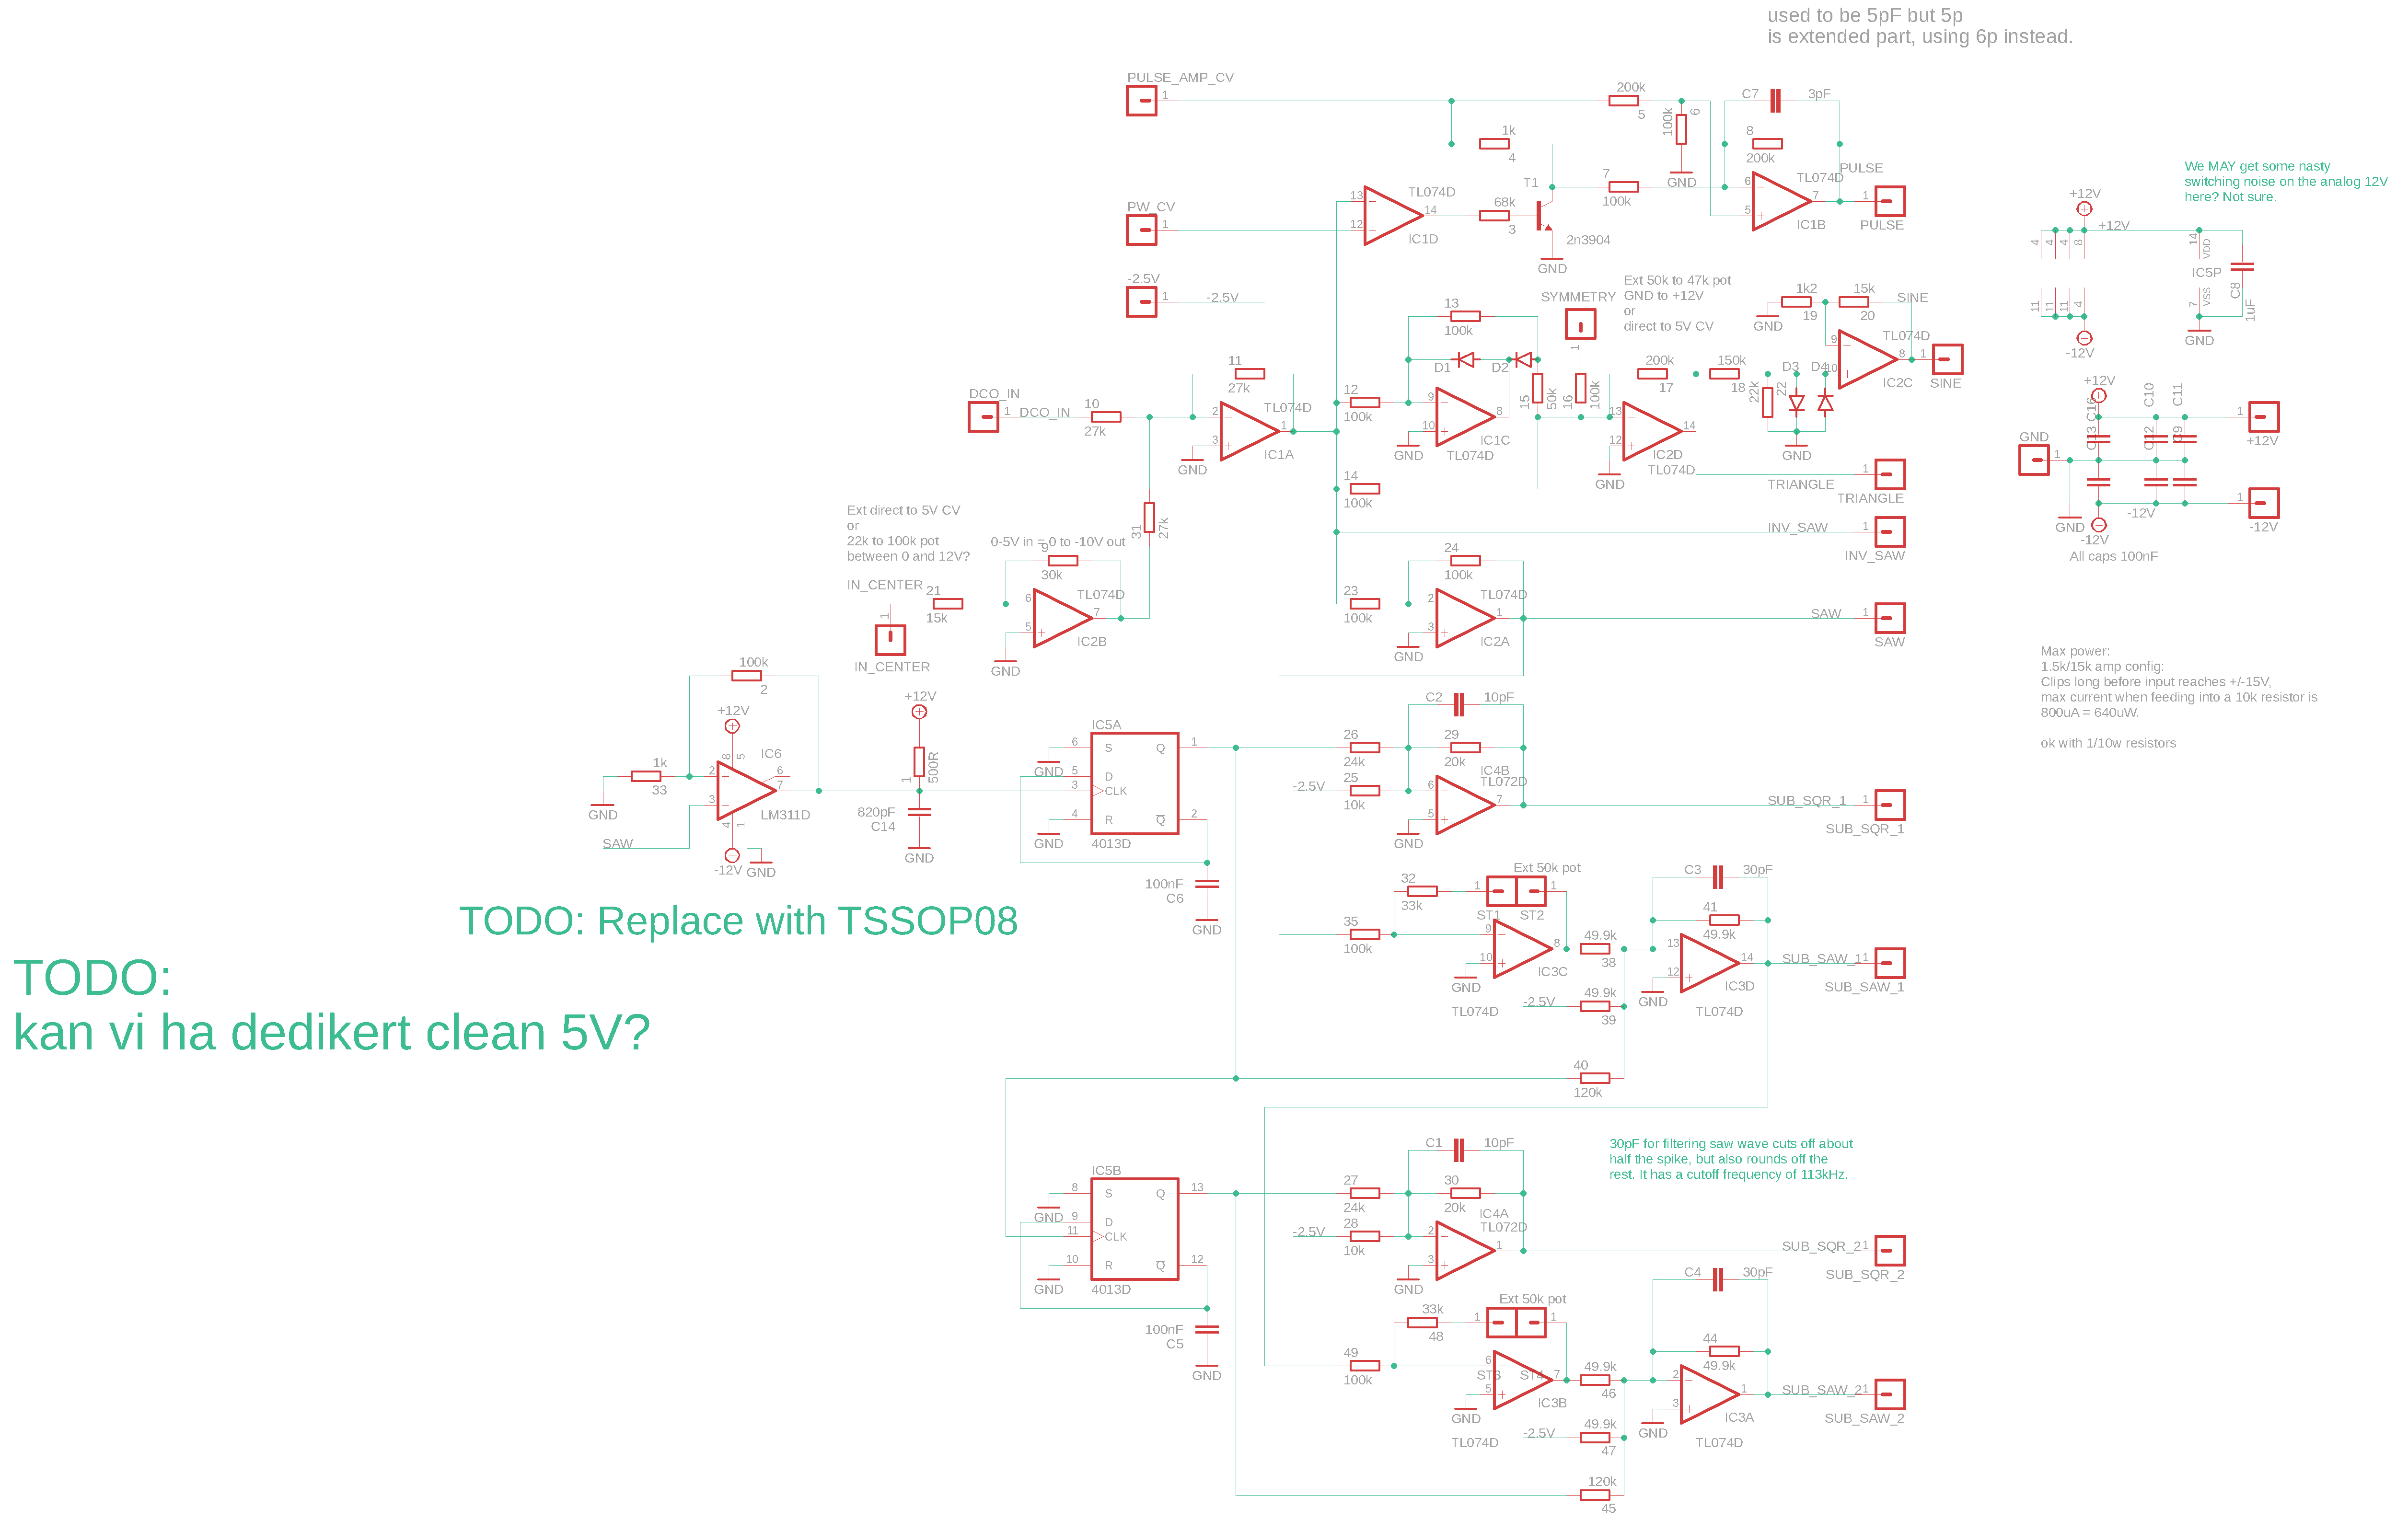 used to be 5pF but 5p
is extended part, using 6p instead.
PULSE_AMP_CV
1
200k
5
100k
6
GND
C7
3pF
8
200k
1k
4
T1
7
100k
TL074D
PULSE
6
7
5
IC1B
1
PULSE
PW_CV
1
13
12
14
TL074D
IC1D
68k
3
2n3904
GND
We MAY get some nasty
switching noise on the analog 12V
here? Not sure.
+12V
+12V
4
4
4
8
11
11
11
4
-12V
14
VDD
IC5P
7
VSS
GND
C8
1uF
-2.5V
1
-2.5V
SYMMETRY
1
Ext 50k to 47k pot
GND to +12V
or
direct to 5V CV
13
100k
D1
D2
15
50k
16
100k
1k2
19
GND
15k
20
SINE
TL074D
9
10
8
IC2C
1
SINE
DCO_IN
1
DCO_IN
10
27k
11
27k
TL074D
2
3
1
IC1A
GND
12
100k
9
10
8
IC1C
TL074D
GND
200k
17
150k
18
22k
22
D3
D4
GND
13
12
14
IC2D
TL074D
GND
14
100k
TRIANGLE
1
TRIANGLE
INV_SAW
1
INV_SAW
+12V
C16
C10
C11
C13
C12
C9
1
+12V
GND
1
GND
-12V
-12V
1
-12V
All caps 100nF
Ext direct to 5V CV
or
22k to 100k pot
between 0 and 12V?
0-5V in = 0 to -10V out
IN_CENTER
1
IN_CENTER
21
15k
9
30k
TL074D
6
5
7
IC2B
GND
31
27k
24
100k
23
100k
TL074D
2
3
1
IC2A
GND
SAW
1
SAW
Max power:
1.5k/15k amp config:
Clips long before input reaches +/-15V,
max current when feeding into a 10k resistor is
800uA = 640uW.
ok with 1/10w resistors
100k
2
+12V
IC6
8
5
6
7
2
3
4
1
LM311D
1k
33
GND
SAW
-12V
GND
+12V
1
500R
820pF
C14
GND
IC5A
6
S
Q
1
GND
5
D
3
CLK
4
R
Q
2
GND
4013D
100nF
C6
GND
C2
10pF
26
24k
29
20k
IC4B
TL072D
-2.5V
25
10k
6
5
7
GND
SUB_SQR_1
1
SUB_SQR_1
Ext 50k pot
32
33k
1
1
ST1
ST2
35
100k
9
10
8
IC3C
GND
TL074D
49.9k
38
-2.5V
49.9k
39
C3
30pF
41
49.9k
13
12
14
IC3D
GND
TL074D
SUB_SAW_1
1
SUB_SAW_1
40
120k
TODO: Replace with TSSOP08
TODO:
kan vi ha dedikert clean 5V?
30pF for filtering saw wave cuts off about
half the spike, but also rounds off the
rest. It has a cutoff frequency of 113kHz.
IC5B
8
S
Q
13
GND
9
D
11
CLK
10
R
Q
12
GND
4013D
100nF
C5
GND
C1
10pF
27
24k
30
20k
IC4A
TL072D
-2.5V
28
10k
2
3
1
GND
SUB_SQR_2
1
SUB_SQR_2
Ext 50k pot
33k
48
1
1
ST3
ST4
49
100k
6
5
7
IC3B
GND
TL074D
49.9k
46
-2.5V
49.9k
47
C4
30pF
44
49.9k
2
3
1
IC3A
GND
TL074D
SUB_SAW_2
1
SUB_SAW_2
120k
45